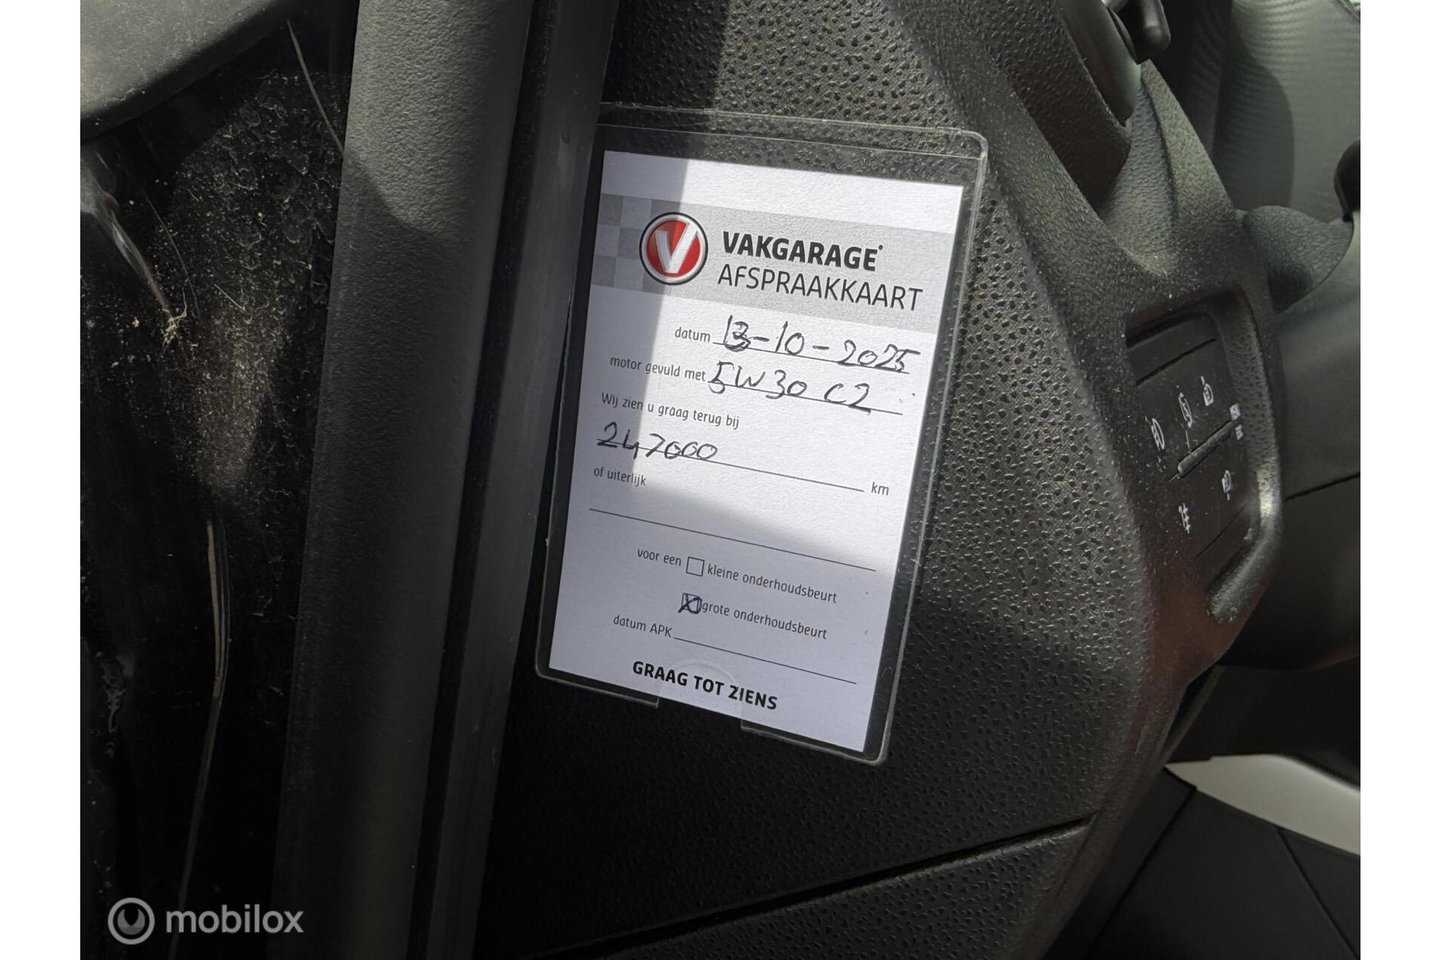 V VAKGARAGE
AFSPRAAKKAART
datum 13-10-2025
motor gevuld met 5W30 C2
Wij zien u graag terug bij
247000 km
of uiterlijk
voor een kleine onderhoudsbeurt
grote onderhoudsbeurt
datum APK
GRAAG TOT ZIENS
mobilox